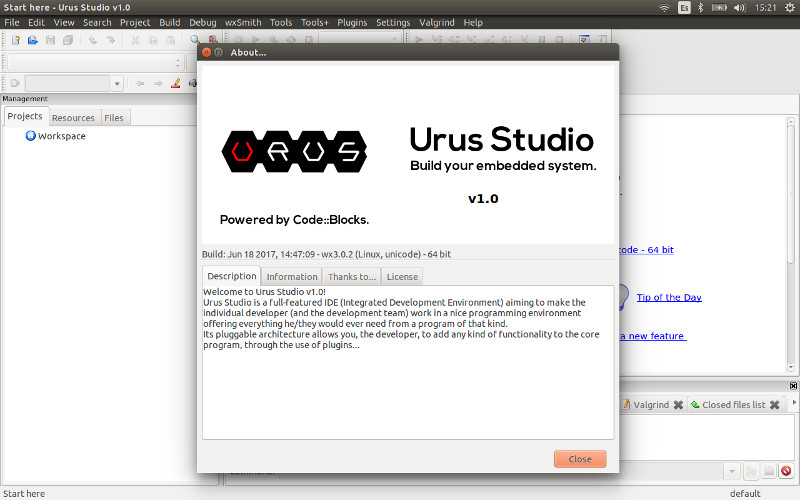 Start here - Urus Studio v1.0
Es
15:21
File Edit View Search Project Build Debug wxSmith Tools Tools+ Plugins Settings Valgrind Help
About...
Management
Projects Resources Files
Workspace
URUS
Urus Studio
Build your embedded system.
v1.0
Powered by Code::Blocks.
Build: Jun 18 2017, 14:47:09 - wx3.0.2 (Linux, unicode) - 64 bit
Description Information Thanks to... License
Welcome to Urus Studio v1.0!
Urus Studio is a full-featured IDE (Integrated Development Environment) aiming to make the
individual developer (and the development team) work in a nice programming environment
offering everything he/they would ever need from a program of that kind.
Its pluggable architecture allows you, the developer, to add any kind of functionality to the core
program, through the use of plugins...
code - 64 bit
Tip of the Day
a new feature
Valgrind Closed files list
Close
Start here
default